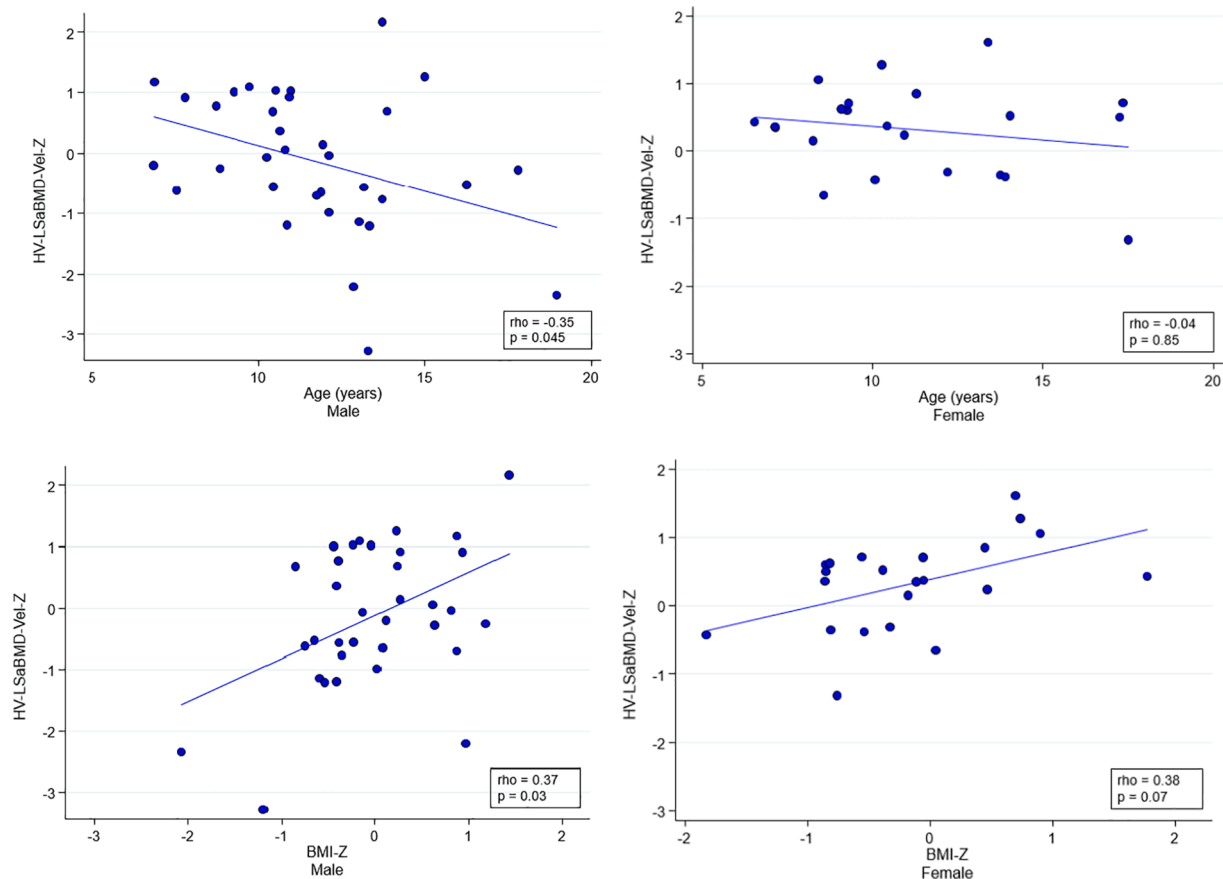 HV-LSaBMD-Vel-Z
2
1
0
-1
-2
-3
rho = -0.35
p = 0.045
5 10 15 20
Age (years)
Male
HV-LSaBMD-Vel-Z
2
1
0
-1
-2
-3
rho = -0.04
p = 0.85
5 10 15 20
Age (years)
Female
HV-LSaBMD-Vel-Z
2
1
0
-1
-2
-3
rho = 0.37
p = 0.03
-3 -2 -1 0 1 2
BMI-Z
Male
HV-LSaBMD-Vel-Z
2
1
0
-1
-2
-3
rho = 0.38
p = 0.07
-2 -1 0 1 2
BMI-Z
Female